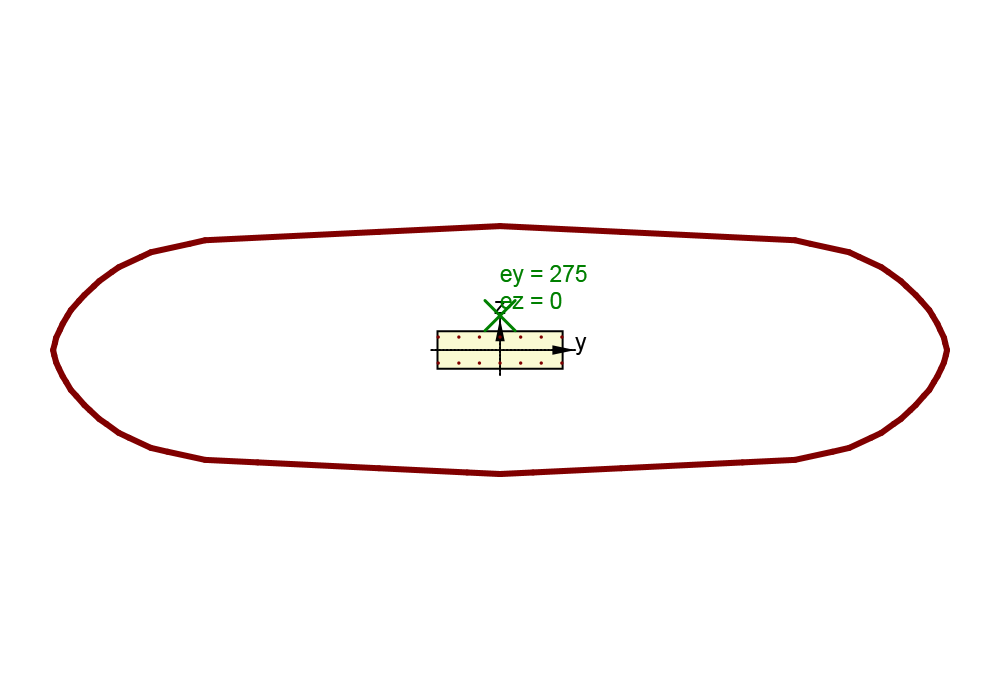 ey = 275
ez = 0
z
y